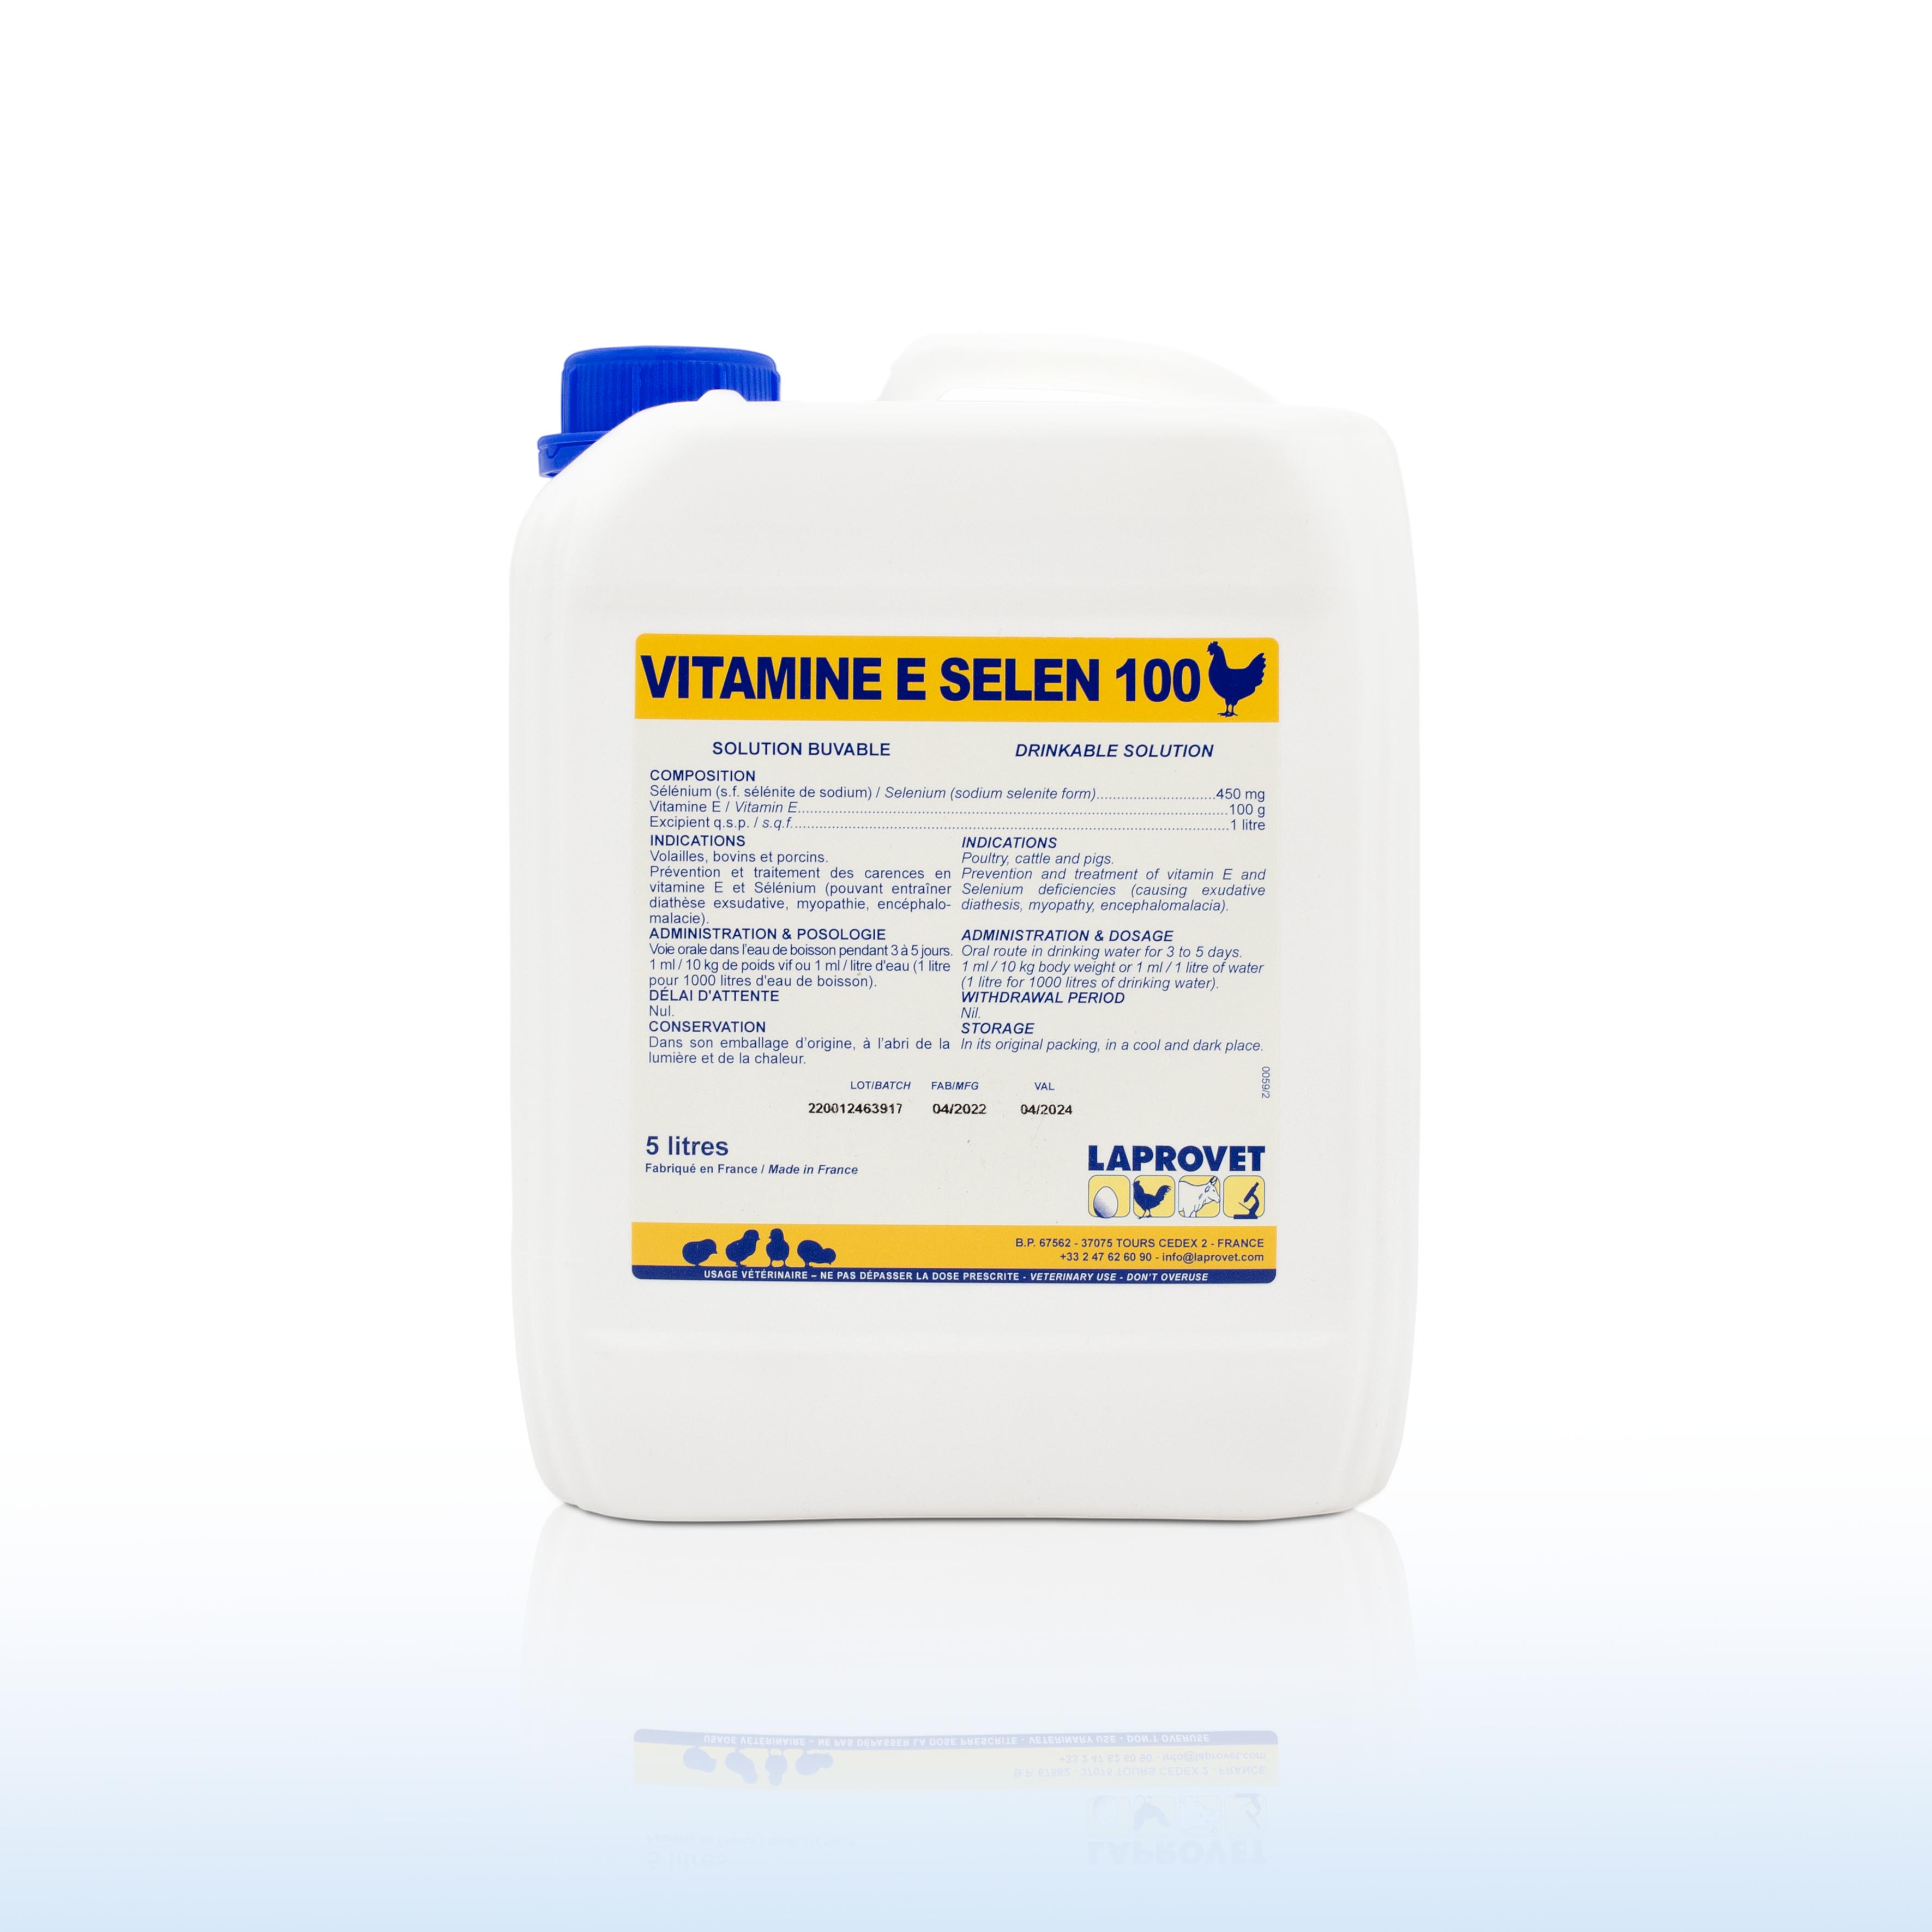 VITAMINE E SELEN 100
SOLUTION BUVABLE
DRINKABLE SOLUTION
COMPOSITION
Sélénium (s.f. sélénite de sodium) / Selenium (sodium selenite form)............................450 mg
Vitamine E / Vitamin E....................................................................................................100 g
Excipient q.s.p. / s.q.f.......................................................................................................1 litre
INDICATIONS
Volailles, bovins et porcins.
Prévention et traitement des carences en
vitamine E et Sélénium (pouvant entraîner
diathèse exsudative, myopathie, encéphalo-
malacie).
ADMINISTRATION & POSOLOGIE
Voie orale dans l'eau de boisson pendant 3 à 5 jours.
1 ml / 10 kg de poids vif ou 1 ml / litre d'eau (1 litre
pour 1000 litres d'eau de boisson).
DÉLAI D'ATTENTE
Nul.
CONSERVATION
Dans son emballage d'origine, à l'abri de la
lumière et de la chaleur.
INDICATIONS
Poultry, cattle and pigs.
Prevention and treatment of vitamin E and
Selenium deficiencies (causing exudative
diathesis, myopathy, encephalomalacia).
ADMINISTRATION & DOSAGE
Oral route in drinking water for 3 to 5 days.
1 ml / 10 kg body weight or 1 ml / 1 litre of water
(1 litre for 1000 litres of drinking water).
WITHDRAWAL PERIOD
Nil.
STORAGE
In its original packing, in a cool and dark place.
0059/2
LOT/BATCH FAB/MFG VAL
220012463917 04/2022 04/2024
5 litres
Fabriqué en France / Made in France
LAPROVET
B.P. 67562 - 37075 TOURS CEDEX 2 - FRANCE
+33 2 47 62 60 90 - info@laprovet.com
USAGE VÉTÉRINAIRE – NE PAS DÉPASSER LA DOSE PRESCRITE - VETERINARY USE - DON'T OVERUSE